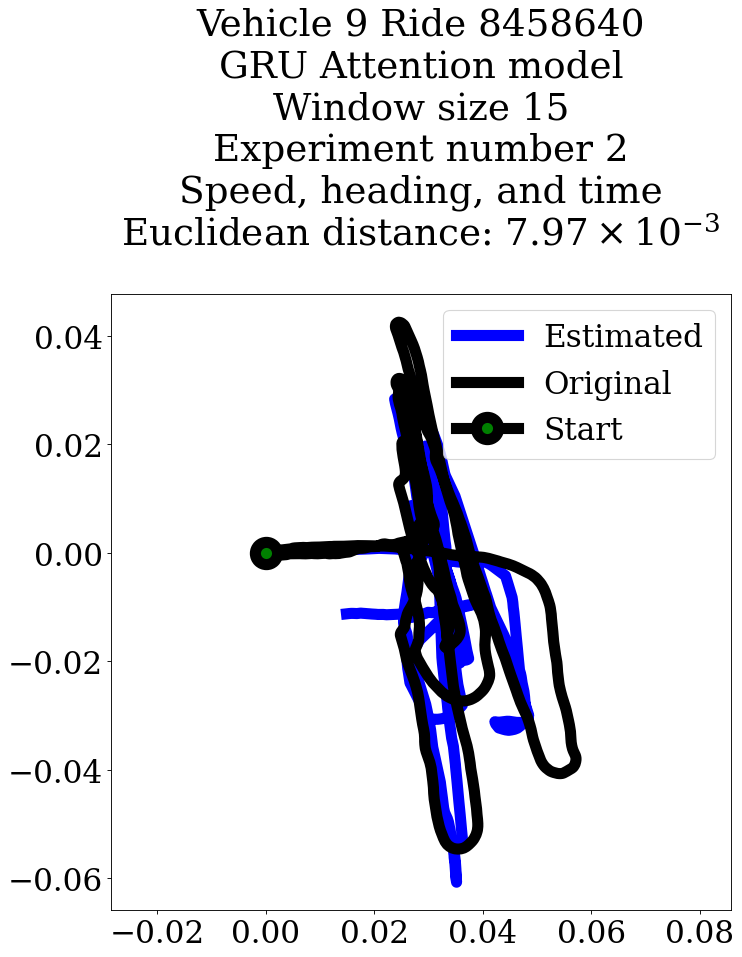 Vehicle 9 Ride 8458640
GRU Attention model
Window size 15
Experiment number 2
Speed, heading, and time
Euclidean distance: 7.97 × 10⁻³
Estimated
Original
Start
0.04
0.02
0.00
−0.02
−0.04
−0.06
−0.02 0.00 0.02 0.04 0.06 0.08